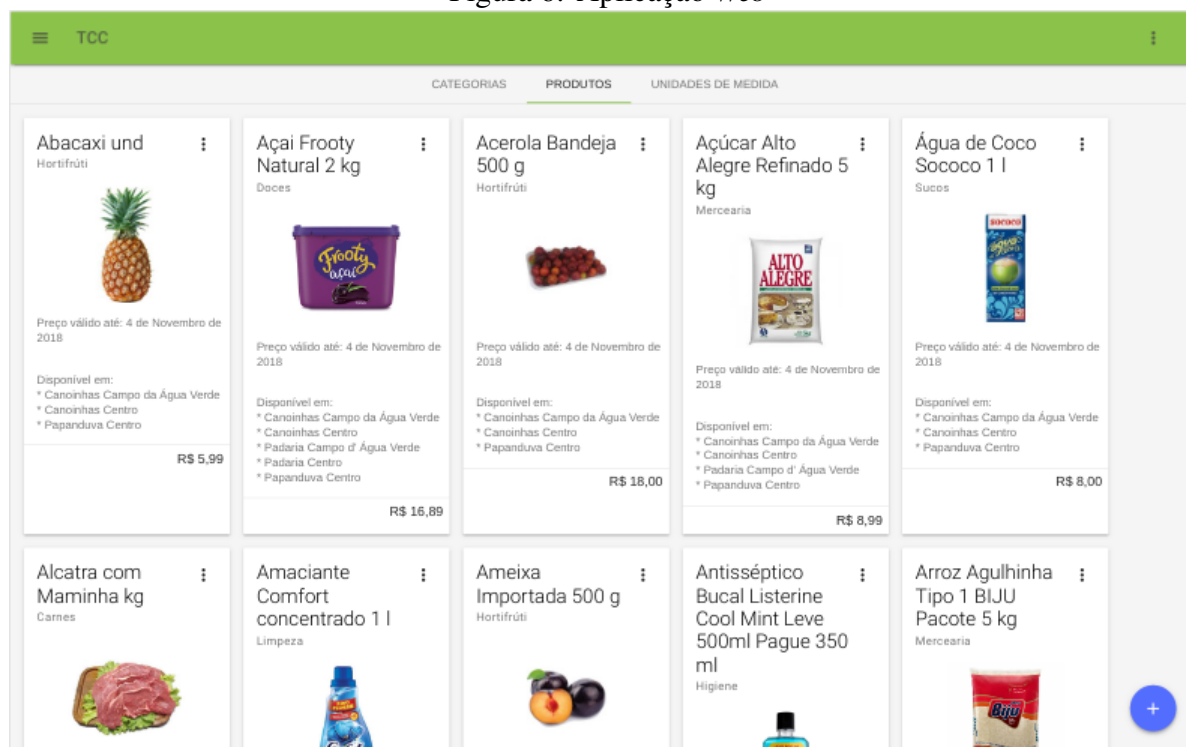 TCC
CATEGORIAS PRODUTOS UNIDADES DE MEDIDA
Abacaxi und
Hortifrúti
Preço válido até: 4 de Novembro de
2018
Disponível em:
* Canoinhas Campo da Água Verde
* Canoinhas Centro
* Papanduva Centro
R$ 5,99
Açai Frooty
Natural 2 kg
Doces
Frooty
açaí
Preço válido até: 4 de Novembro de
2018
Disponível em:
* Canoinhas Campo da Água Verde
* Canoinhas Centro
* Padaria Campo d' Água Verde
* Padaria Centro
* Papanduva Centro
R$ 16,89
Acerola Bandeja
500 g
Hortifrúti
Preço válido até: 4 de Novembro de
2018
Disponível em:
* Canoinhas Campo da Água Verde
* Canoinhas Centro
* Papanduva Centro
R$ 18,00
Açúcar Alto
Alegre Refinado 5
kg
Mercearia
ALTO
ALEGRE
Preço válido até: 4 de Novembro de
2018
Disponível em:
* Canoinhas Campo da Água Verde
* Canoinhas Centro
* Padaria Campo d' Água Verde
* Papanduva Centro
R$ 8,99
Água de Coco
Sococo 1 l
Sucos
sococo
Preço válido até: 4 de Novembro de
2018
Disponível em:
* Canoinhas Campo da Água Verde
* Canoinhas Centro
* Papanduva Centro
R$ 8,00
Alcatra com
Maminha kg
Carnes
Amaciante
Comfort
concentrado 1 l
Limpeza
Ameixa
Importada 500 g
Hortifrúti
Antisséptico
Bucal Listerine
Cool Mint Leve
500ml Pague 350
ml
Higiene
Arroz Agulhinha
Tipo 1 BIJU
Pacote 5 kg
Mercearia
Biju